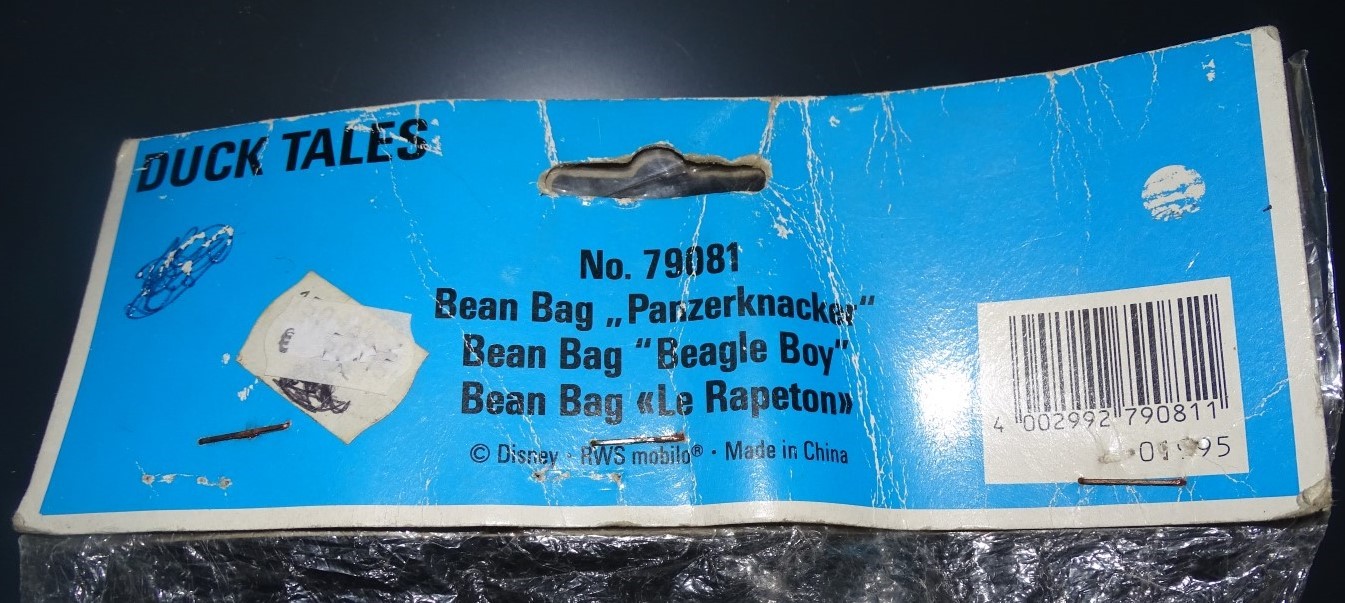 DUCK TALES
No. 79081
Bean Bag „Panzerknacker“
Bean Bag “Beagle Boy”
Bean Bag «Le Rapeton»
© Disney · RWS mobilo® · Made in China
4 002992 790811